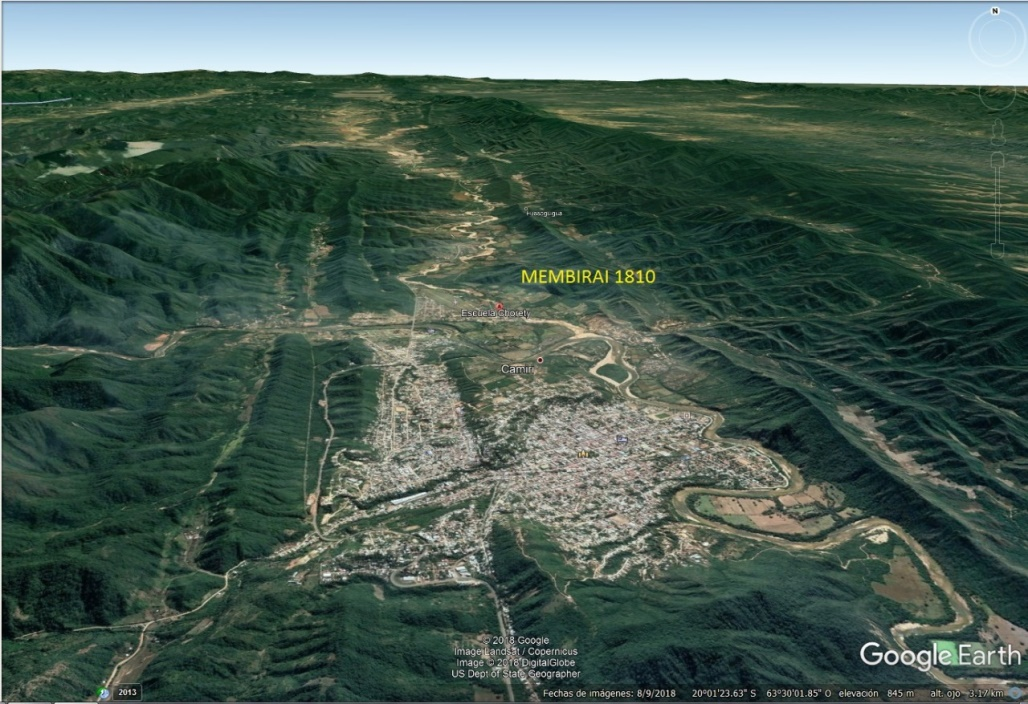 N
MEMBIRAI 1810
Escuela Choiety
Camiri
© 2018 Google
Image Landsat / Copernicus
Image © 2018 DigitalGlobe
US Dept of State Geographer
Google Earth
2013
Fechas de imágenes: 8/9/2018 20°01'23.63" S 63°30'01.85" O elevación 845 m alt. ojo 3.17 km